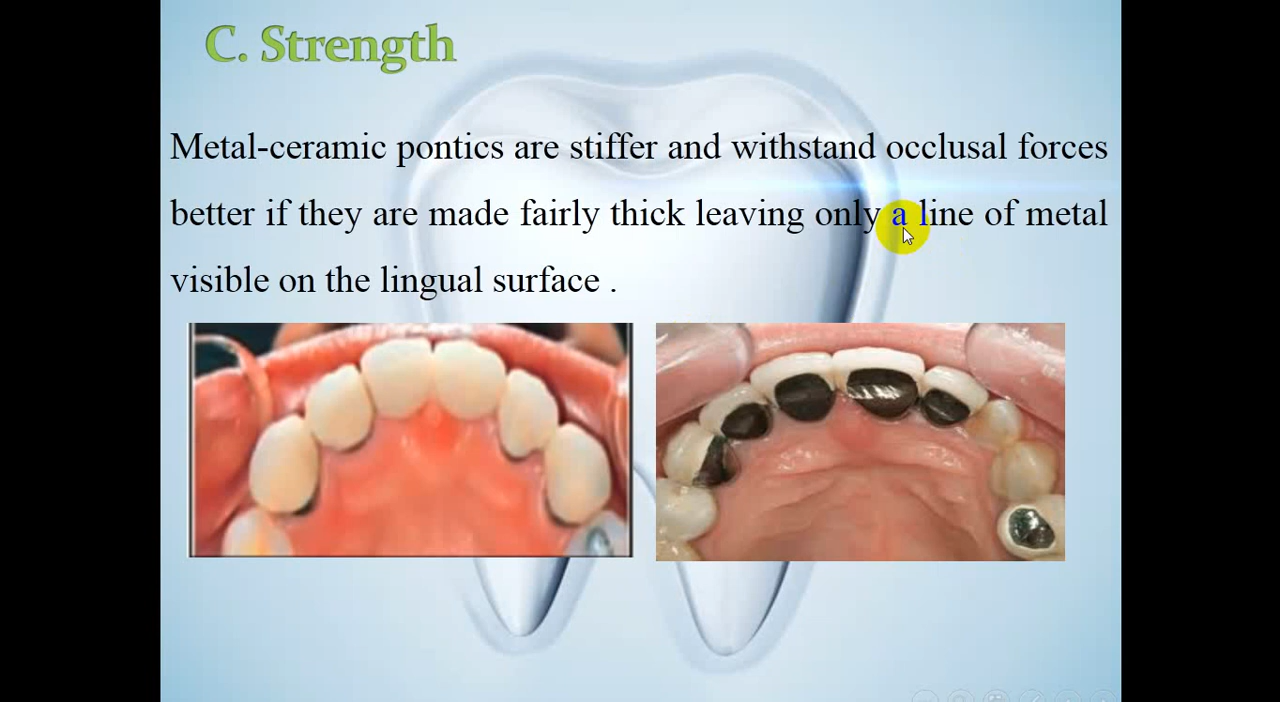 C. Strength
Metal-ceramic pontics are stiffer and withstand occlusal forces
better if they are made fairly thick leaving only a line of metal
visible on the lingual surface .